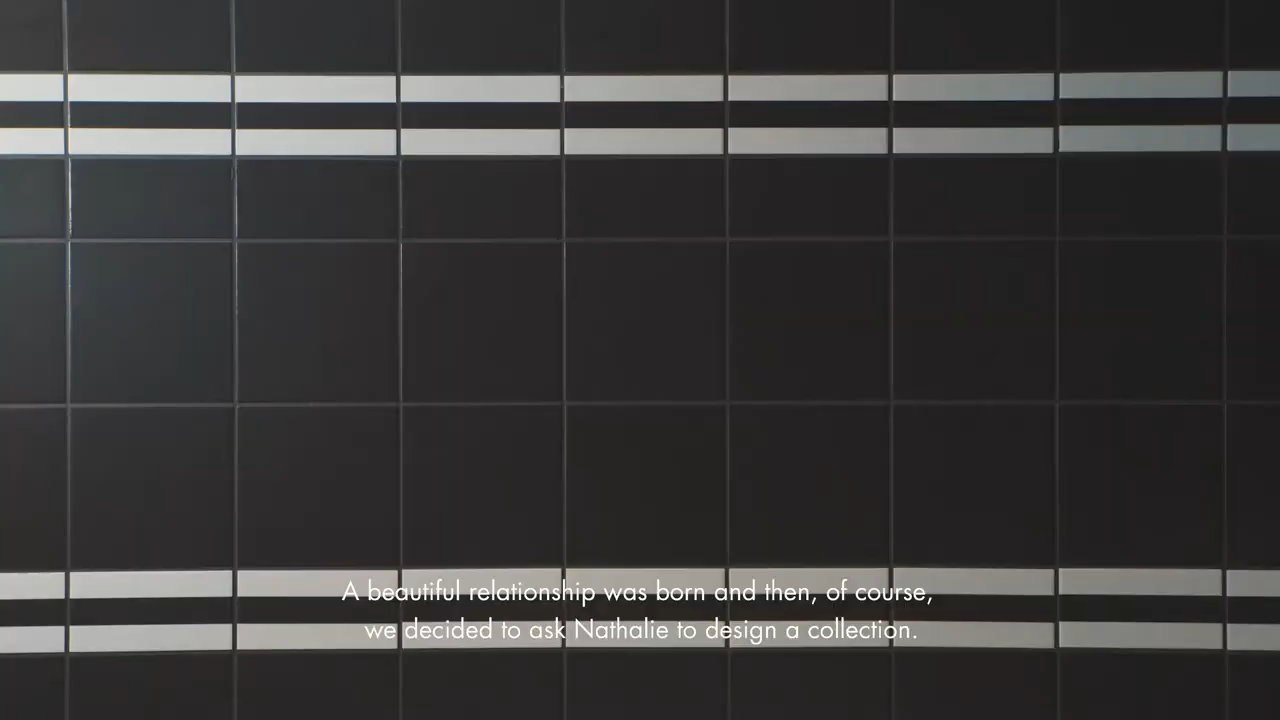 A beautiful relationship was born and then, of course,
we decided to ask Nathalie to design a collection.